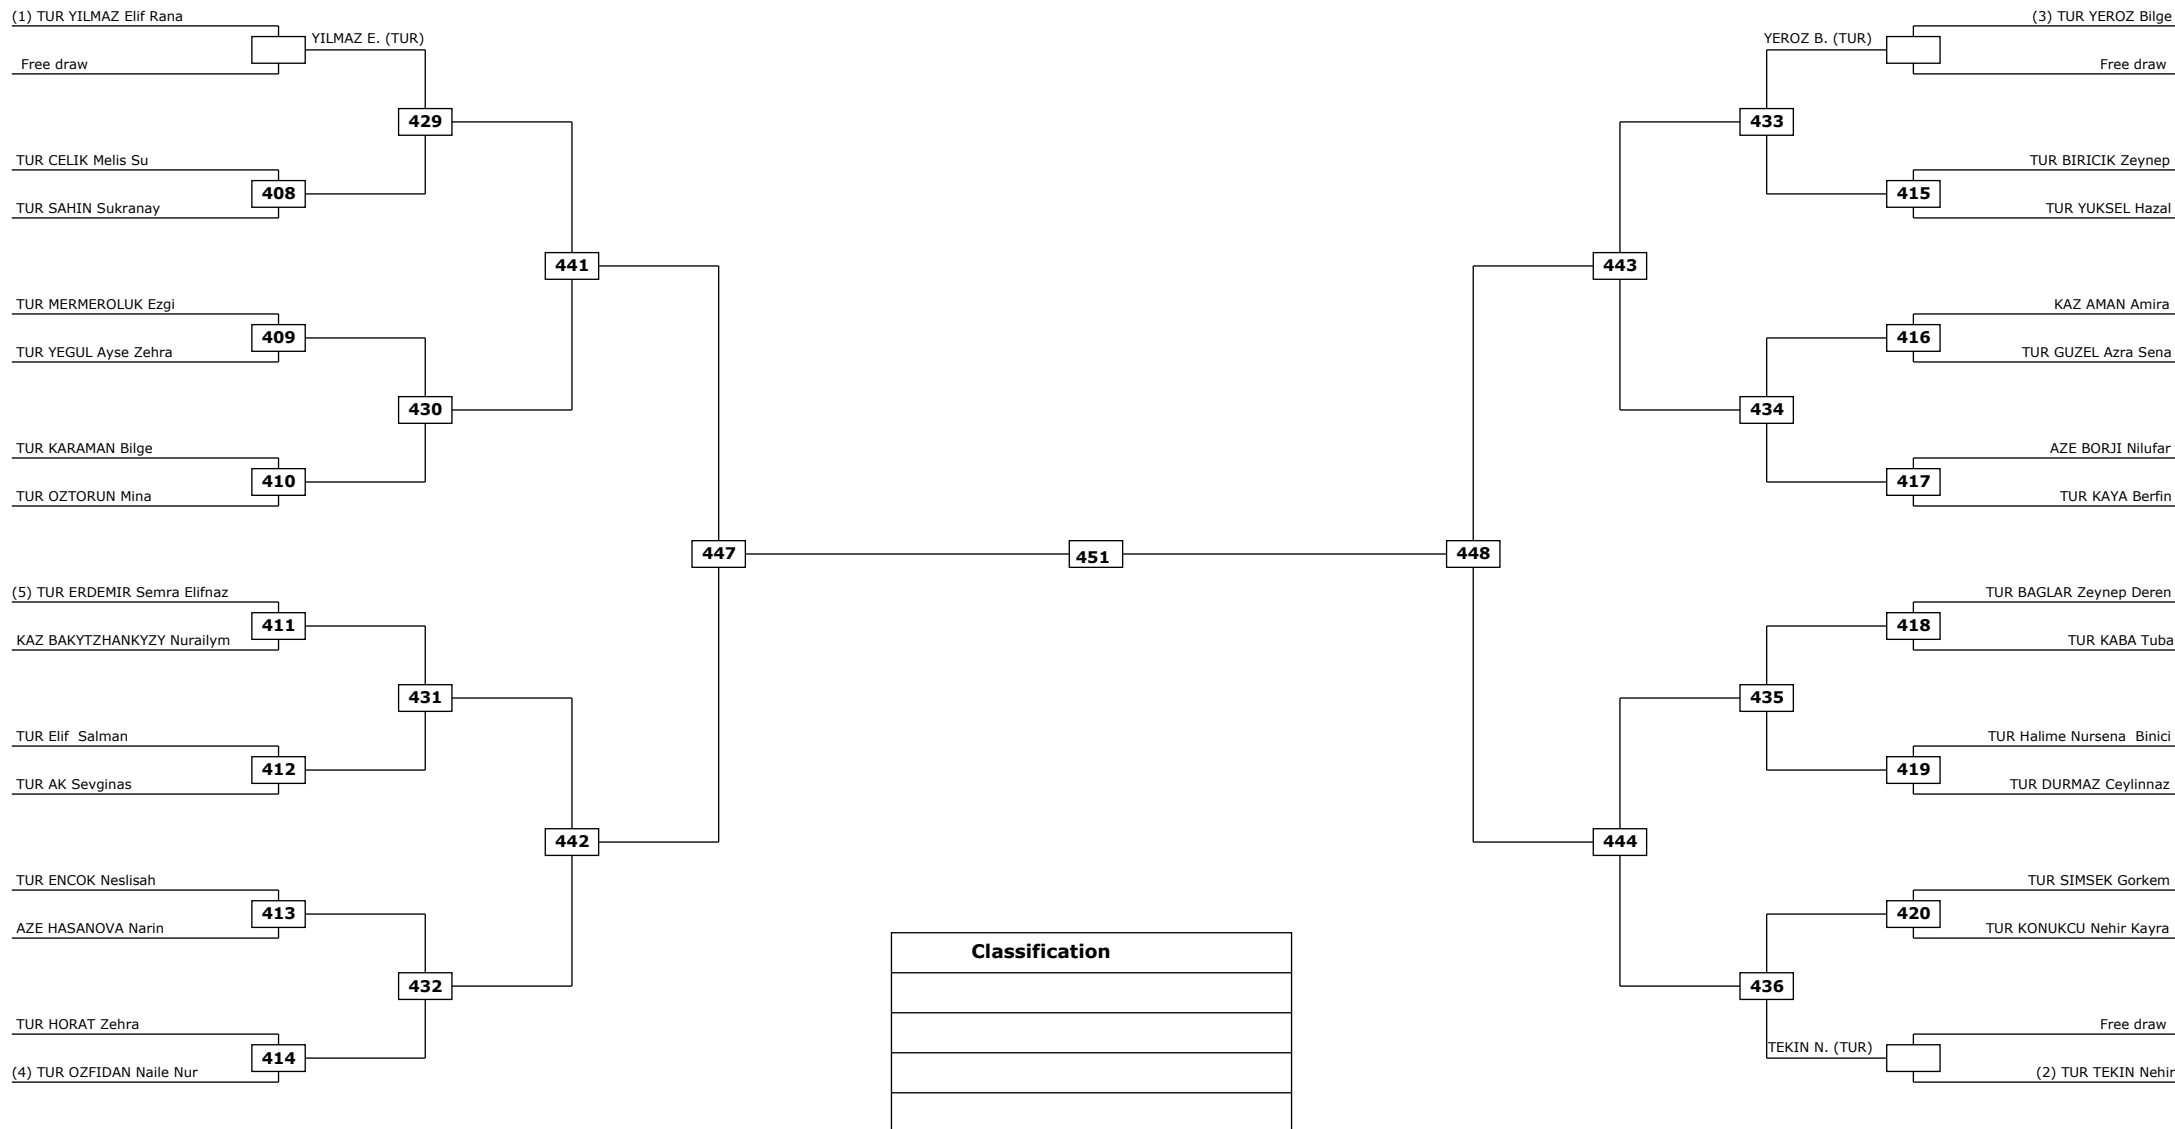 (1) TUR YILMAZ Elif Rana
Free draw
YILMAZ E. (TUR)
429
TUR CELIK Melis Su
408
TUR SAHIN Sukranay
441
TUR MERMEROLUK Ezgi
409
TUR YEGUL Ayse Zehra
430
TUR KARAMAN Bilge
410
TUR OZTORUN Mina
447
(5) TUR ERDEMIR Semra Elifnaz
411
KAZ BAKYTZHANKYZY Nurailym
431
TUR Elif  Salman
412
TUR AK Sevginas
442
TUR ENCOK Neslisah
413
AZE HASANOVA Narin
432
TUR HORAT Zehra
414
(4) TUR OZFIDAN Naile Nur
451
Classification
(3) TUR YEROZ Bilge
YEROZ B. (TUR)
Free draw
433
TUR BIRICIK Zeynep
415
TUR YUKSEL Hazal
443
KAZ AMAN Amira
416
TUR GUZEL Azra Sena
434
AZE BORJI Nilufar
417
TUR KAYA Berfin
448
TUR BAGLAR Zeynep Deren
418
TUR KABA Tuba
435
TUR Halime Nursena  Binici
419
TUR DURMAZ Ceylinnaz
444
TUR SIMSEK Gorkem
420
TUR KONUKCU Nehir Kayra
436
Free draw
TEKIN N. (TUR)
(2) TUR TEKIN Nehir